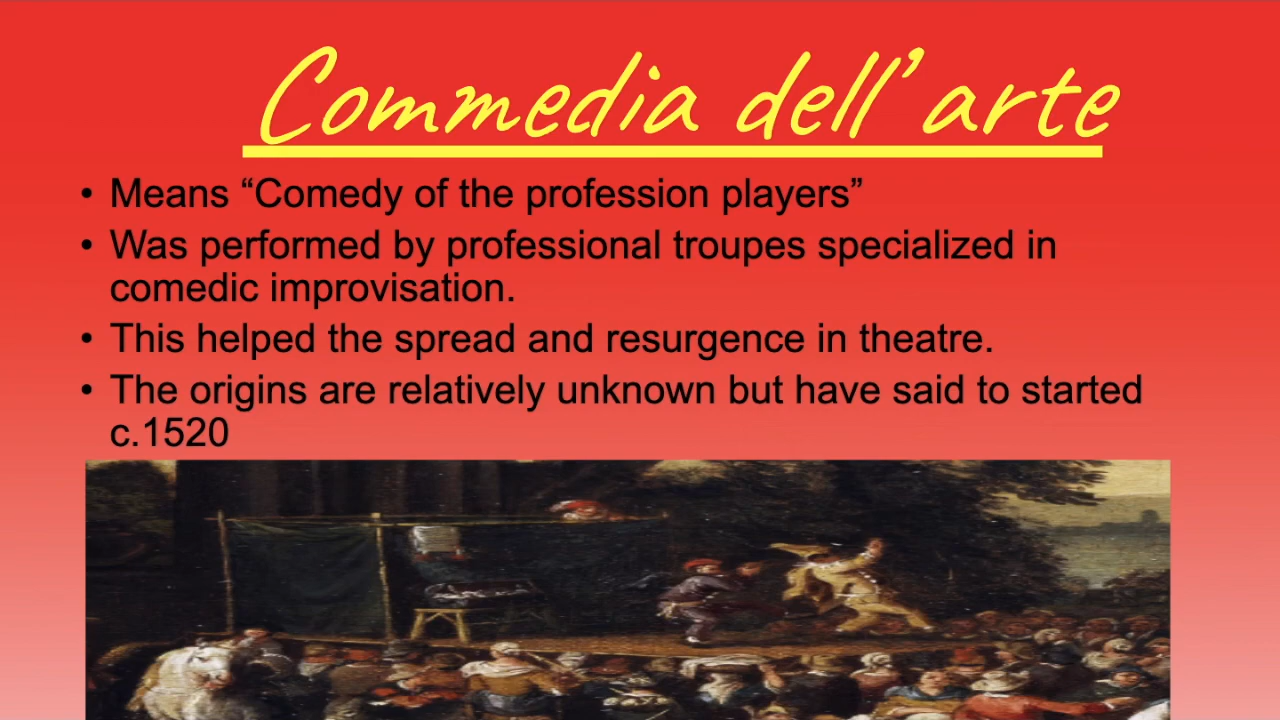 Commedia dell’arte
• Means “Comedy of the profession players”
• Was performed by professional troupes specialized in
comedic improvisation.
• This helped the spread and resurgence in theatre.
• The origins are relatively unknown but have said to started
c.1520